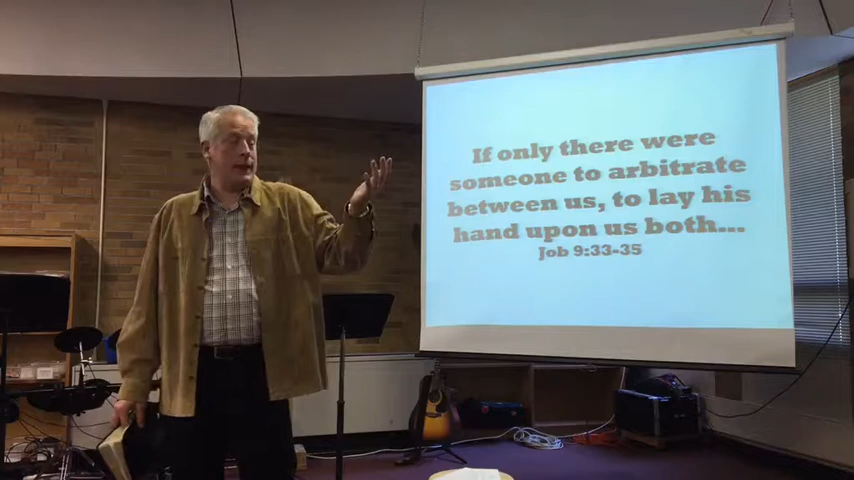 If only there were
someone to arbitrate
between us, to lay his
hand upon us both...
Job 9:33-35